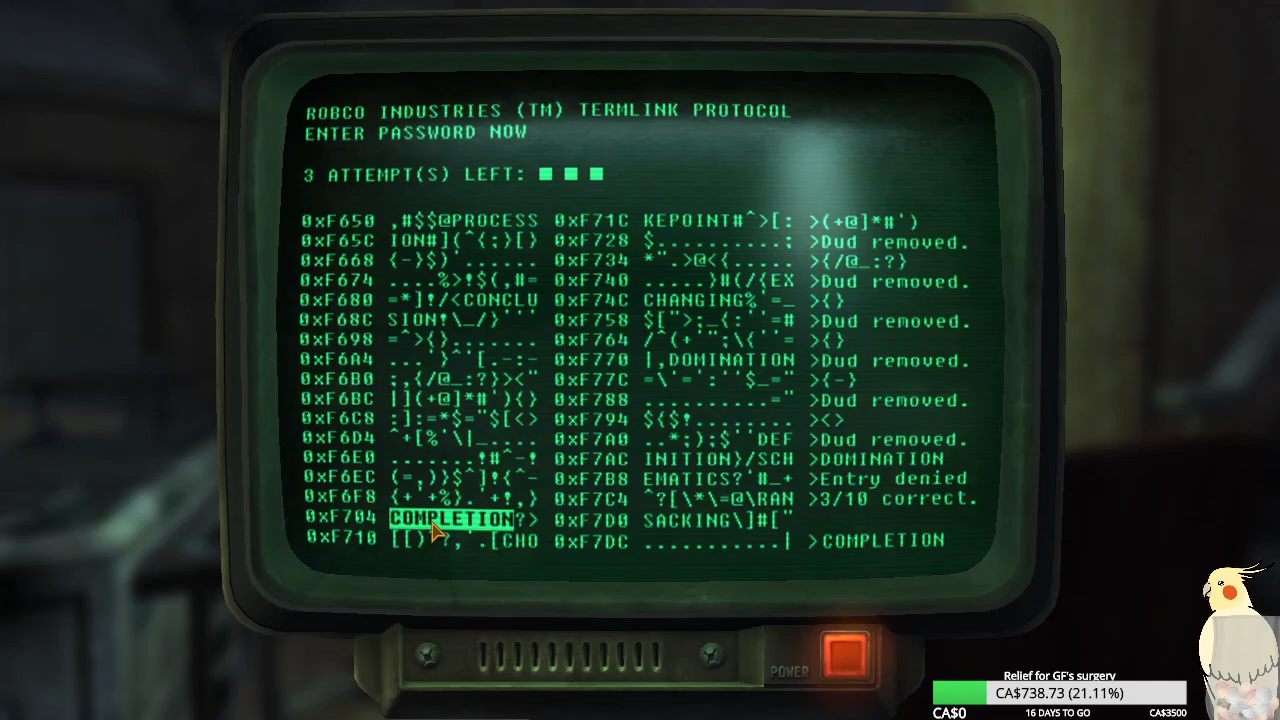 ROBCO INDUSTRIES (TM) TERMLINK PROTOCOL
ENTER PASSWORD NOW
3 ATTEMPT(S) LEFT:
0xF650 ,#$$@PROCESS 0xF71C KEPOINT#^>[: >(+@]*#')
0xF65C ION#](^{;}[} 0xF728 $..........; >Dud removed.
0xF668 {-}$)'...... 0xF734 *".>@<{..... >{/@_:?}
0xF674 ....%>!$(,#= 0xF740 .....}#(/{EX >Dud removed.
0xF680 =*]!/<CONCLU 0xF74C CHANGING%'=_ >{}
0xF68C SION!\_/}''' 0xF758 $[">;_{:''=# >Dud removed.
0xF698 =^>{}....... 0xF764 /^(+'";\{''= >{}
0xF6A4 ...'}^'[.-:- 0xF770 |,DOMINATION >Dud removed.
0xF6B0 :,{/@_:?}><" 0xF77C =\'=':''$_=" >{-}
0xF6BC |](+@]*#'){} 0xF788 ..........=" >Dud removed.
0xF6C8 :]:=*$="$[<> 0xF794 ${$!........ ><>
0xF6D4 ^+[%'\|_.... 0xF7A0 ..*;);$''DEF >Dud removed.
0xF6E0 .......!#^-! 0xF7AC INITION}/SCH >DOMINATION
0xF6EC (=,)}$^]!{^- 0xF7B8 EMATICS?'#_+ >Entry denied
0xF6F8 {+'+%}.'+!,} 0xF7C4 ^?[\*\=@\RAN >3/10 correct.
0xF704 COMPLETION?> 0xF7D0 SACKING\]#["
0xF710 [CHO 0xF7DC ...........| >COMPLETION
POWER
Relief for GF's surgery
CA$738.73 (21.11%)
CA$0 16 DAYS TO GO CA$3500